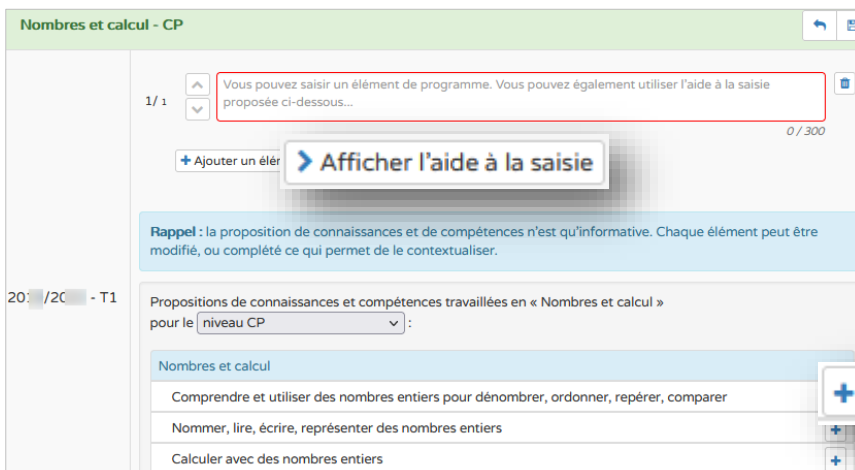 Nombres et calcul - CP
1/ 1
Vous pouvez saisir un élément de programme. Vous pouvez également utiliser l'aide à la saisie
proposée ci-dessous...
0 / 300
+ Ajouter un élér
Afficher l'aide à la saisie
Rappel : la proposition de connaissances et de compétences n'est qu'informative. Chaque élément peut être
modifié, ou complété ce qui permet de le contextualiser.
- T1
Propositions de connaissances et compétences travaillées en « Nombres et calcul »
pour le niveau CP :
Nombres et calcul
Comprendre et utiliser des nombres entiers pour dénombrer, ordonner, repérer, comparer
Nommer, lire, écrire, représenter des nombres entiers
Calculer avec des nombres entiers